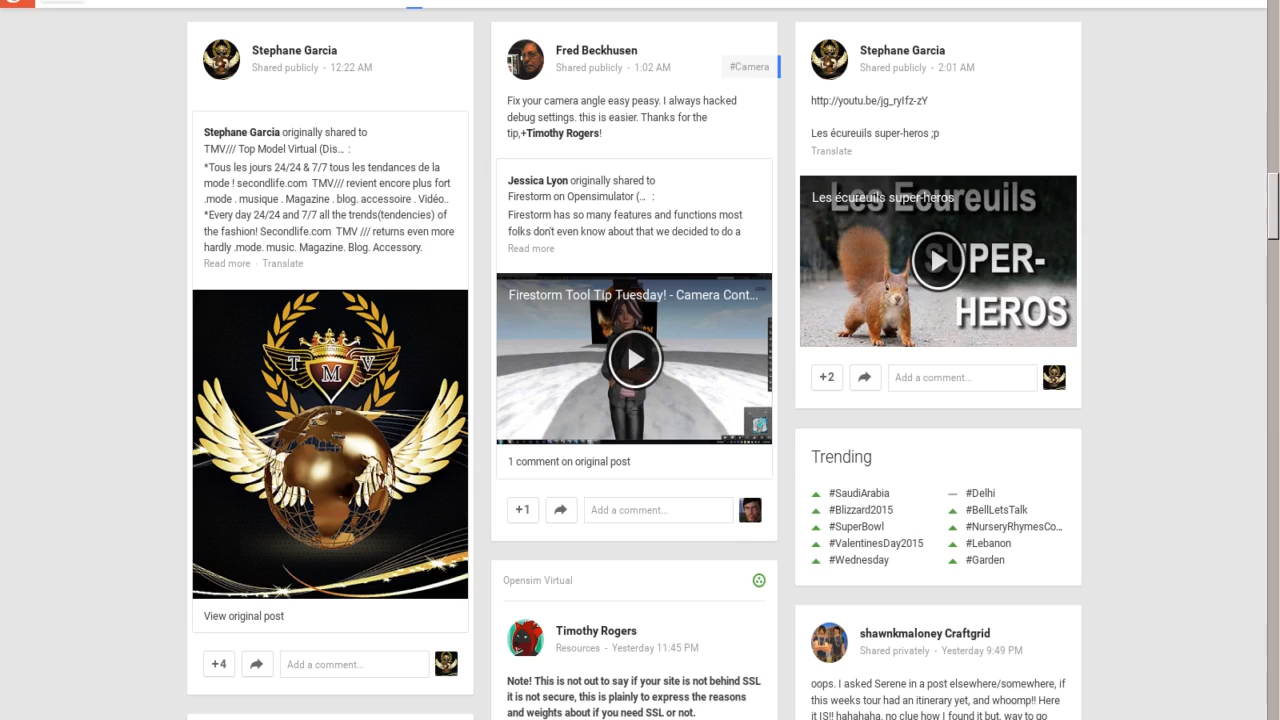 Stephane Garcia
Shared publicly - 12:22 AM
Stephane Garcia originally shared to
TMV/// Top Model Virtual (Dis... :
*Tous les jours 24/24 & 7/7 tous les tendances de la
mode ! secondlife.com TMV/// revient encore plus fort
.mode . musique . Magazine . blog. accessoire . Vidéo..
*Every day 24/24 and 7/7 all the trends(tendencies) of
the fashion! Secondlife.com TMV /// returns even more
hardly .mode. music. Magazine. Blog. Accessory.
Read more · Translate
T M V
View original post
+4
Add a comment...
Fred Beckhusen
Shared publicly - 1:02 AM
#Camera
Fix your camera angle easy peasy. I always hacked
debug settings. this is easier. Thanks for the
tip,+Timothy Rogers!
Jessica Lyon originally shared to
Firestorm on Opensimulator (... :
Firestorm has so many features and functions most
folks don't even know about that we decided to do a
Read more
Firestorm Tool Tip Tuesday! - Camera Cont...
1 comment on original post
+1
Add a comment...
Opensim Virtual
Timothy Rogers
Resources - Yesterday 11:45 PM
Note! This is not out to say if your site is not behind SSL
it is not secure, this is plainly to express the reasons
and weights about if you need SSL or not.
Stephane Garcia
Shared publicly - 2:01 AM
http://youtu.be/jg_ryIfz-zY
Les écureuils super-heros ;p
Translate
Les écureuils super-heros
Les Ecureuils
SUPER-
HEROS
+2
Add a comment...
Trending
#SaudiArabia
#Blizzard2015
#SuperBowl
#ValentinesDay2015
#Wednesday
#Delhi
#BellLetsTalk
#NurseryRhymesCo...
#Lebanon
#Garden
shawnkmaloney Craftgrid
Shared privately - Yesterday 9:49 PM
oops. I asked Serene in a post elsewhere/somewhere, if
this weeks tour had an itinerary yet, and whoomp!! Here
it IS!! hahahaha. no clue how I found it but, way to go